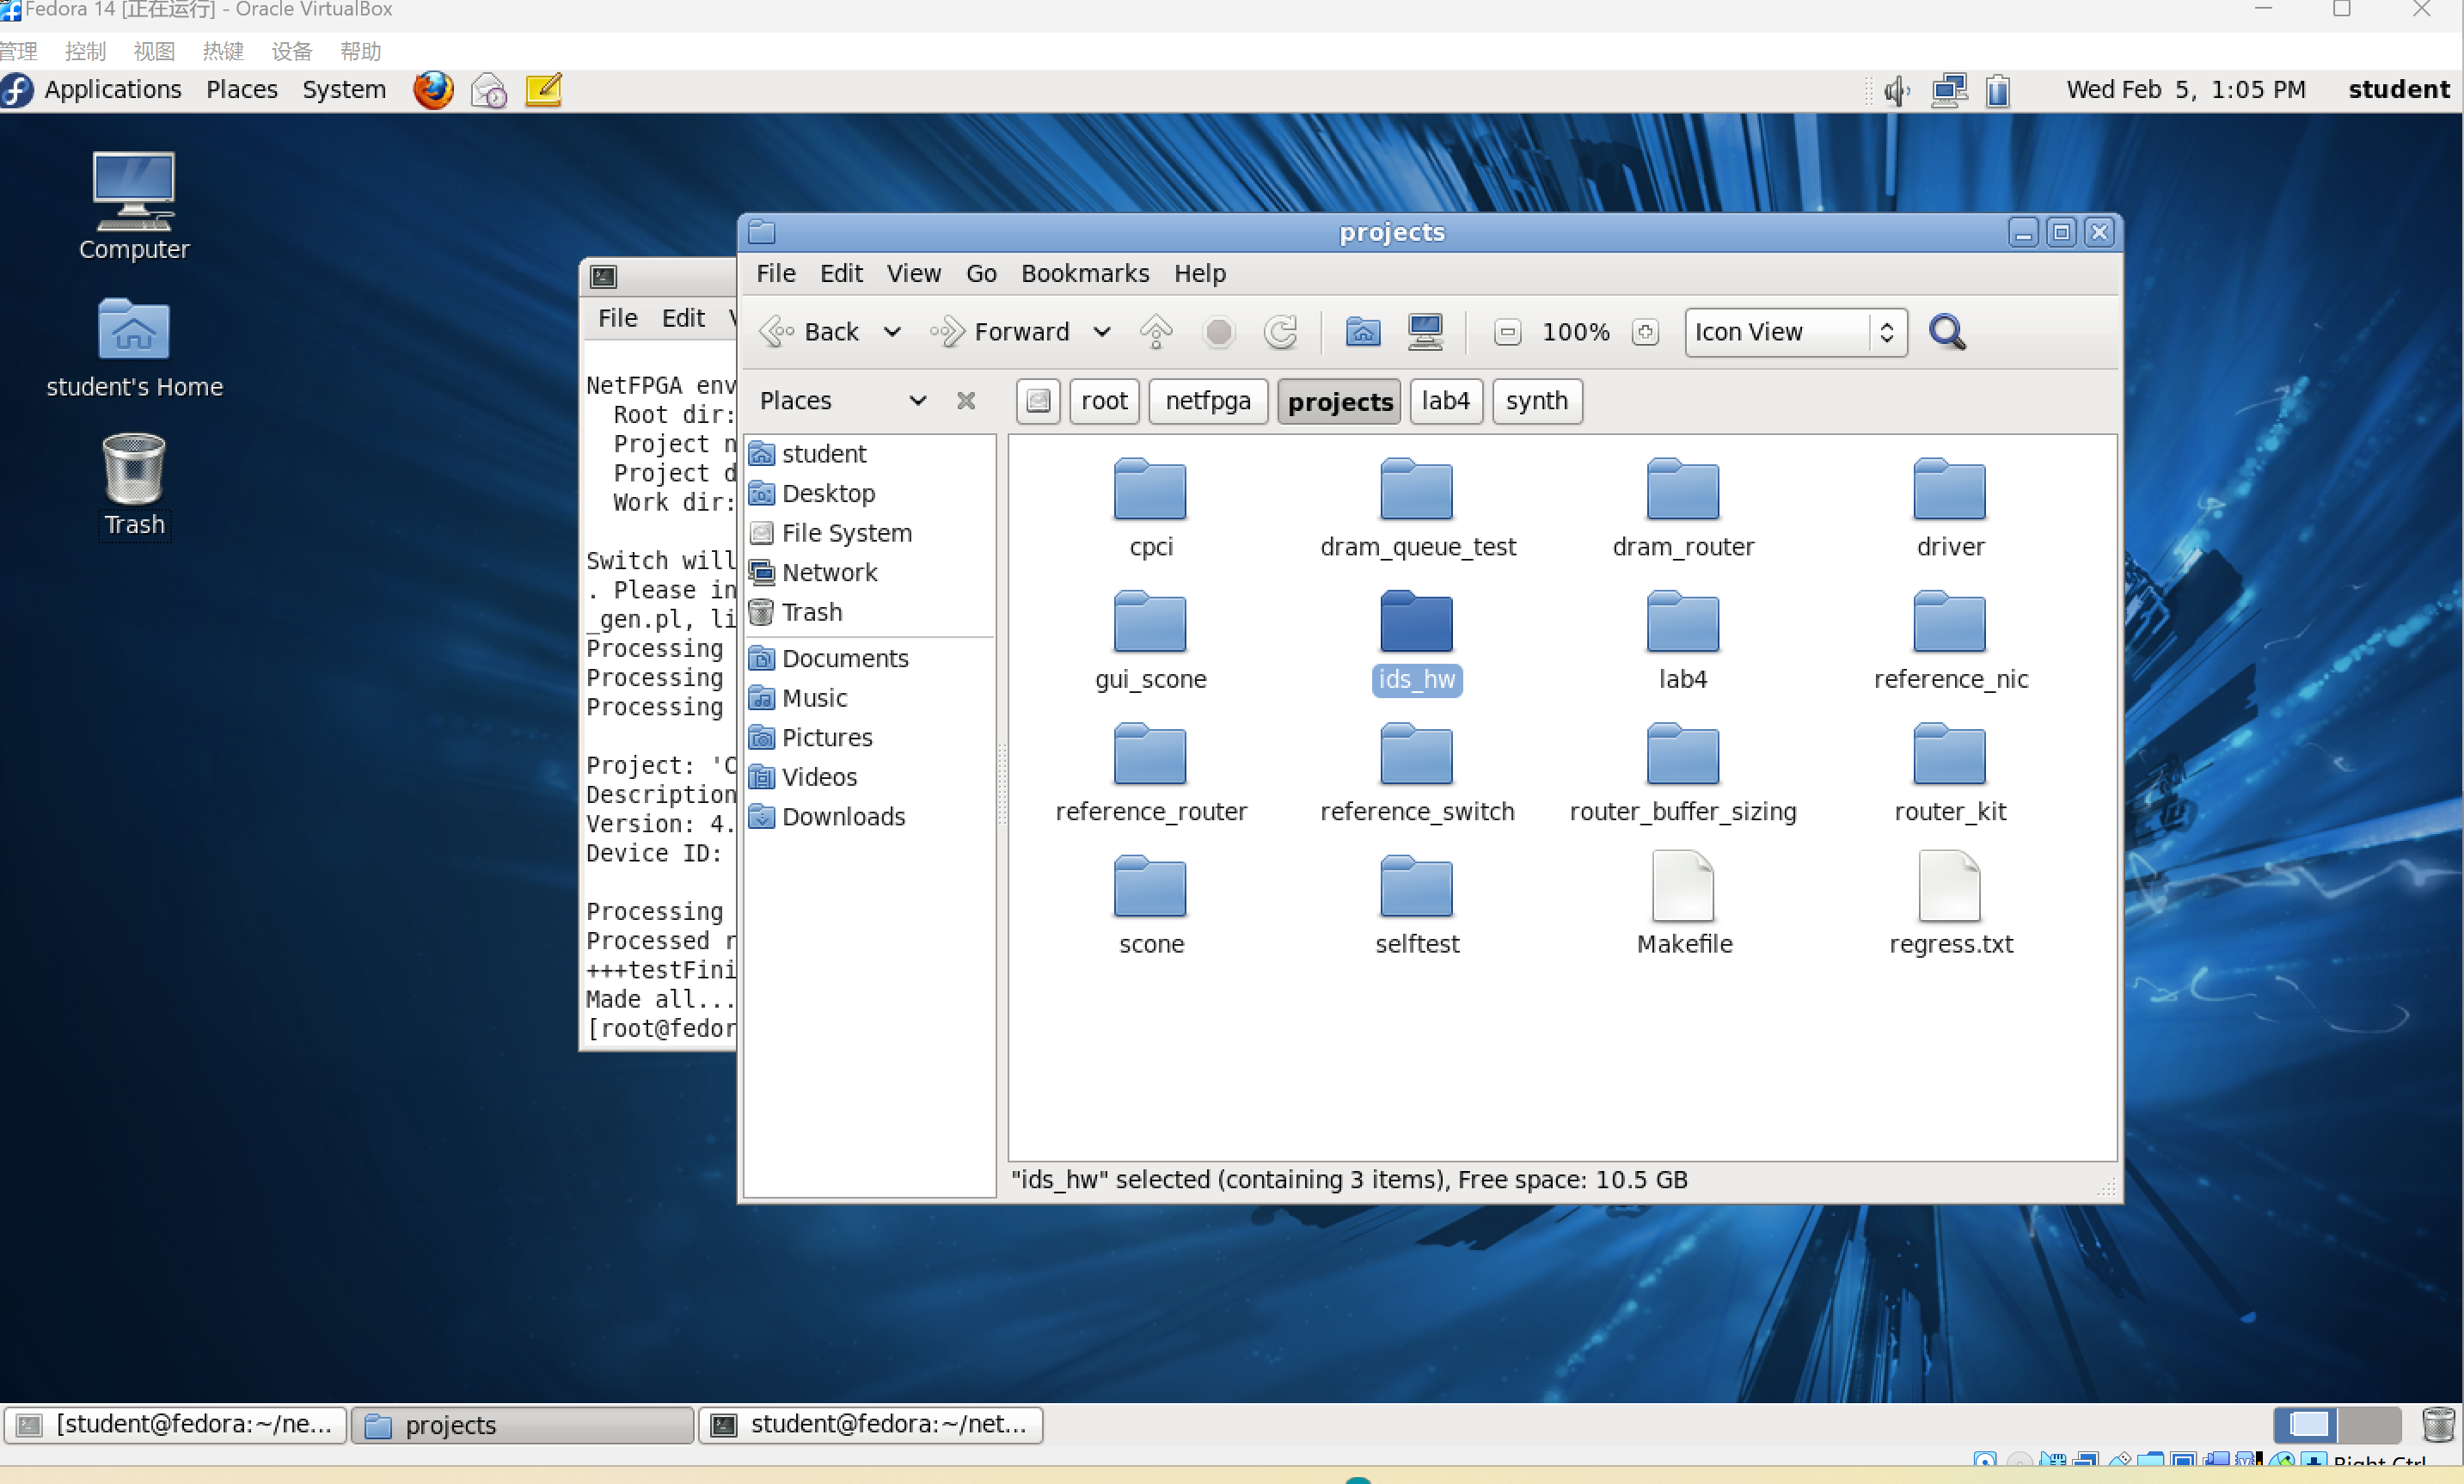 Fedora 14 [正在运行] - Oracle VirtualBox
管理 控制 视图 热键 设备 帮助
Applications Places System Wed Feb 5, 1:05 PM student
Computer
student's Home
Trash
File Edit
NetFPGA env
Root dir:
Project n
Project d
Work dir:
Switch will
. Please in
_gen.pl, li
Processing
Processing
Processing
Project: 'C
Description
Version: 4.
Device ID:
Processing
Processed r
+++testFini
Made all...
[root@fedor
projects
File Edit View Go Bookmarks Help
Back Forward 100% Icon View
Places root netfpga projects lab4 synth
student
Desktop
File System
Network
Trash
Documents
Music
Pictures
Videos
Downloads
cpci dram_queue_test dram_router driver
gui_scone ids_hw lab4 reference_nic
reference_router reference_switch router_buffer_sizing router_kit
scone selftest Makefile regress.txt
"ids_hw" selected (containing 3 items), Free space: 10.5 GB
[student@fedora:~/ne... projects student@fedora:~/net...
Right Ctrl